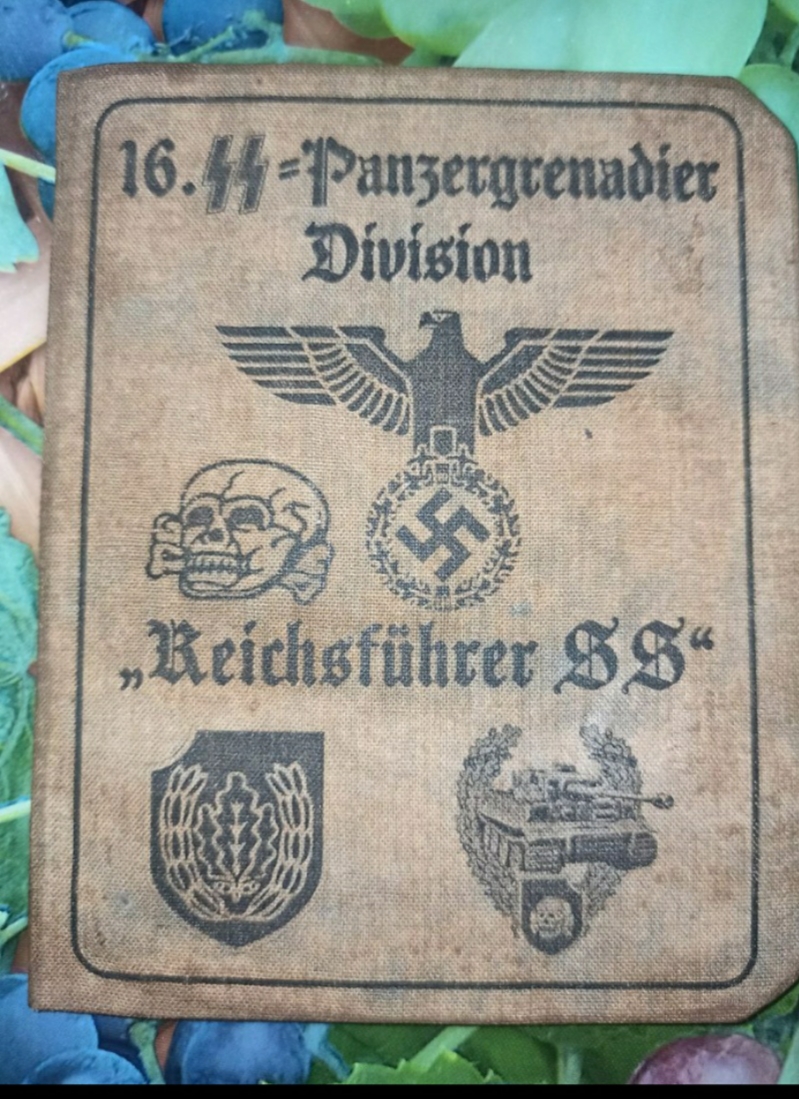 16.SS=Panzergrenadier
Division
„Reichsführer SS“